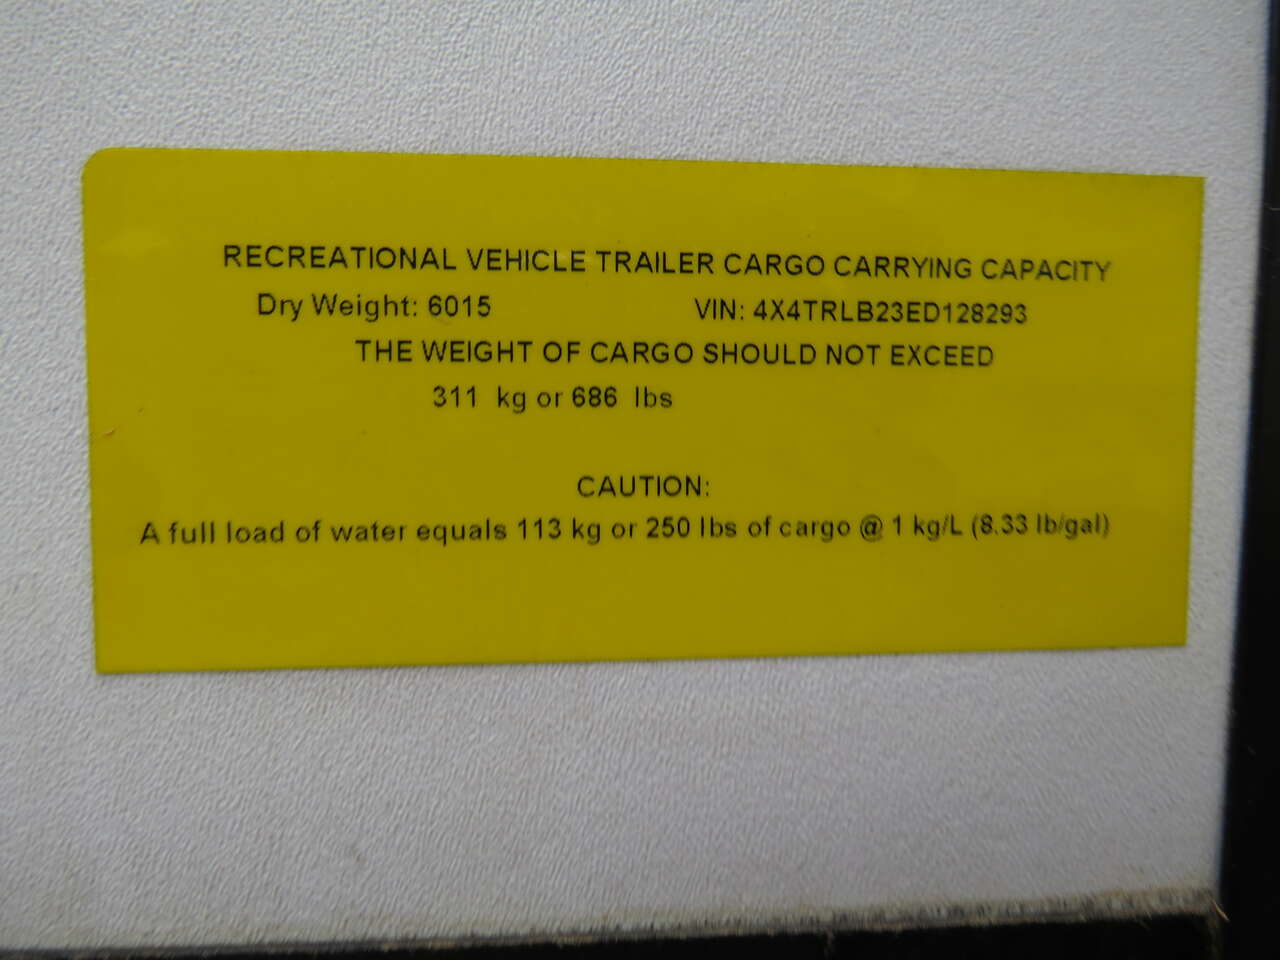 RECREATIONAL VEHICLE TRAILER CARGO CARRYING CAPACITY
Dry Weight: 6015 VIN: 4X4TRLB23ED128293
THE WEIGHT OF CARGO SHOULD NOT EXCEED
311 kg or 686 lbs
CAUTION:
A full load of water equals 113 kg or 250 lbs of cargo @ 1 kg/L (8.33 lb/gal)